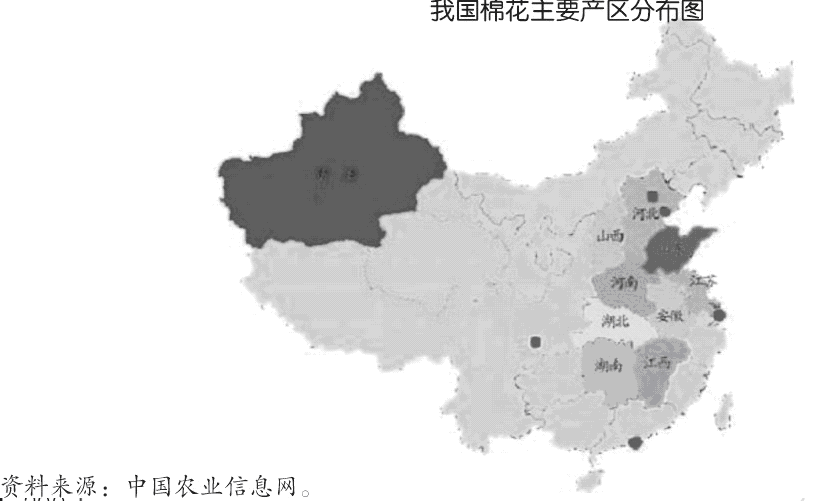 我国棉花主要产区分布图
新疆
河北
山西
山东
河南
江苏
安徽
湖北
湖南
江西
资料来源：中国农业信息网。